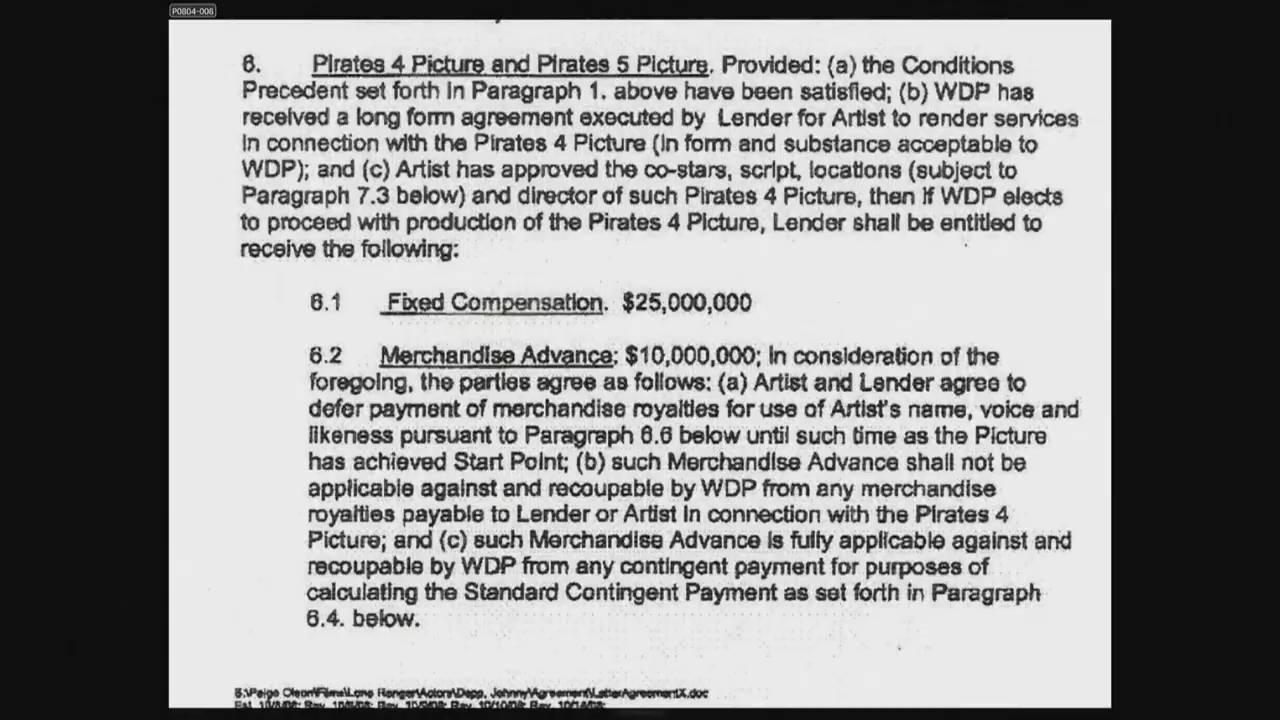 P0804-008
6. Pirates 4 Picture and Pirates 5 Picture. Provided: (a) the Conditions
Precedent set forth in Paragraph 1. above have been satisfied; (b) WDP has
received a long form agreement executed by Lender for Artist to render services
in connection with the Pirates 4 Picture (in form and substance acceptable to
WDP); and (c) Artist has approved the co-stars, script, locations (subject to
Paragraph 7.3 below) and director of such Pirates 4 Picture, then if WDP elects
to proceed with production of the Pirates 4 Picture, Lender shall be entitled to
receive the following:
6.1 Fixed Compensation. $25,000,000
6.2 Merchandise Advance: $10,000,000; in consideration of the
foregoing, the parties agree as follows: (a) Artist and Lender agree to
defer payment of merchandise royalties for use of Artist's name, voice and
likeness pursuant to Paragraph 6.6 below until such time as the Picture
has achieved Start Point; (b) such Merchandise Advance shall not be
applicable against and recoupable by WDP from any merchandise
royalties payable to Lender or Artist in connection with the Pirates 4
Picture; and (c) such Merchandise Advance is fully applicable against and
recoupable by WDP from any contingent payment for purposes of
calculating the Standard Contingent Payment as set forth in Paragraph
6.4. below.
S:\Paige Olson\Films\Lone Ranger\Actors\Depp, Johnny\Agreement\LetterAgreementX.doc